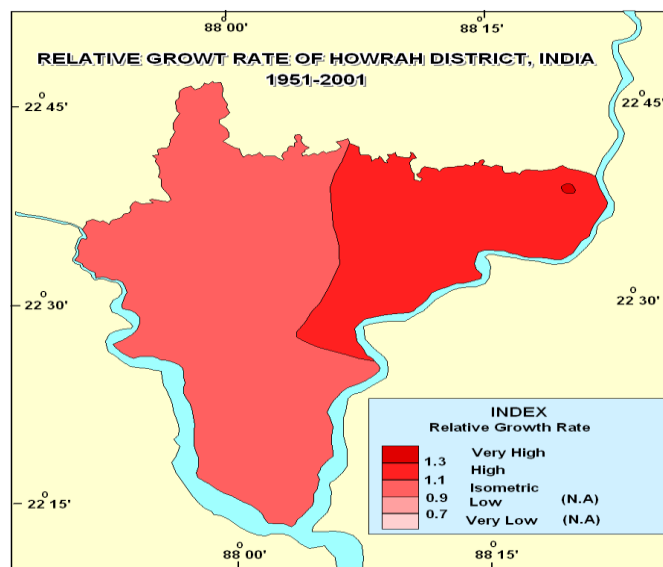 88 00'
88 15'
RELATIVE GROWT RATE OF HOWRAH DISTRICT, INDIA
1951-2001
22 45'
22 45'
22 30'
22 30'
22 15'
INDEX
Relative Growth Rate
Very High
1.3
High
1.1
Isometric
0.9
Low (N.A)
0.7
Very Low (N.A)
88 00'
88 15'